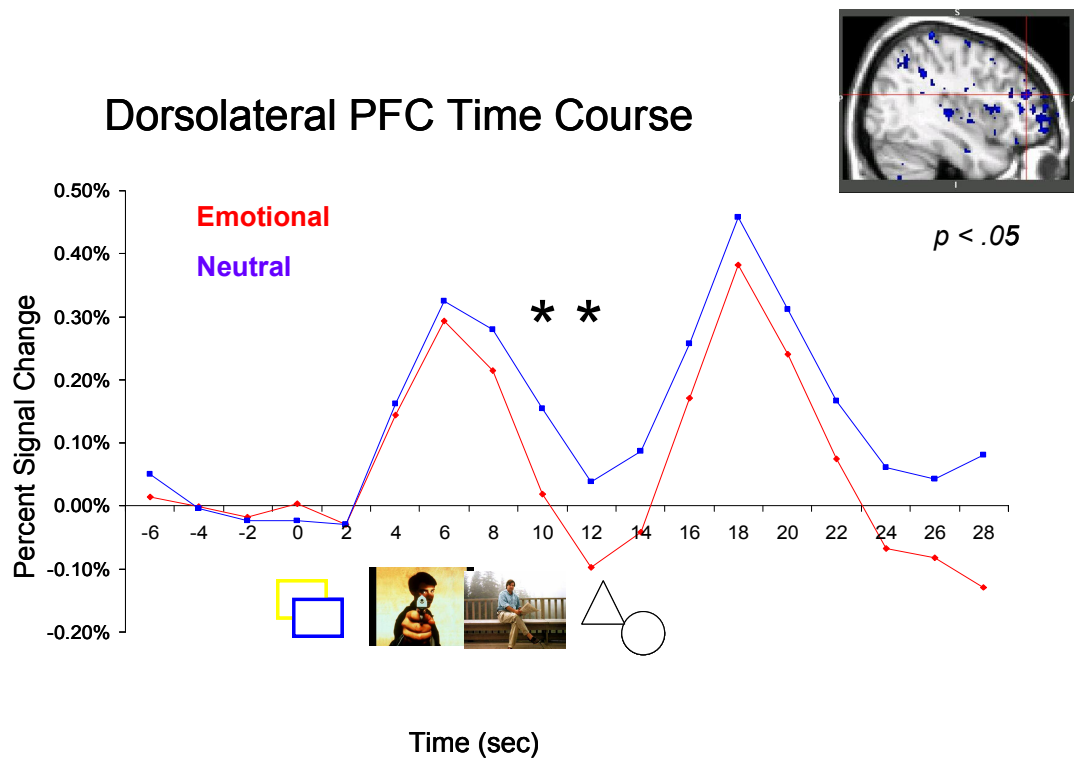 S
Dorsolateral PFC Time Course
I
p < .05
Emotional
Neutral
* *
Percent Signal Change
0.50%
0.40%
0.30%
0.20%
0.10%
0.00%
-0.10%
-0.20%
-6 -4 -2 0 2 4 6 8 10 12 14 16 18 20 22 24 26 28
Time (sec)